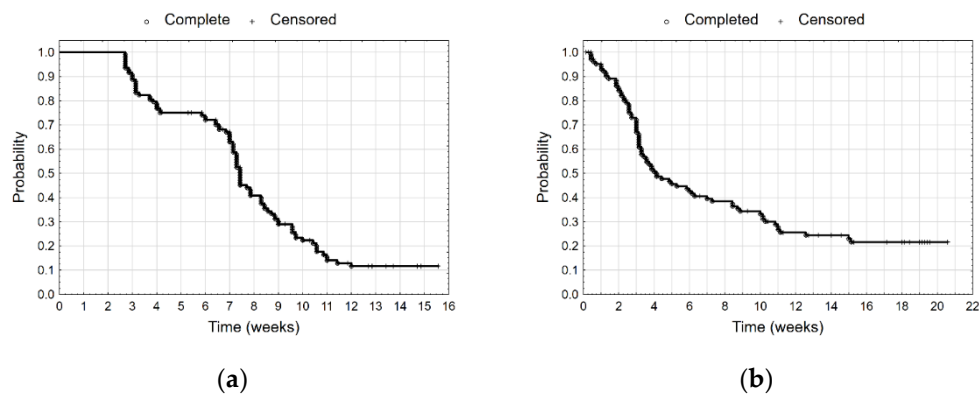 Complete Censored
Completed Censored
1.0
0.9
0.8
0.7
0.6
0.5
0.4
0.3
0.2
0.1
0.0
Probability
0 1 2 3 4 5 6 7 8 9 10 11 12 13 14 15 16
Time (weeks)
1.0
0.9
0.8
0.7
0.6
0.5
0.4
0.3
0.2
0.1
0.0
Probability
0 2 4 6 8 10 12 14 16 18 20 22
Time (weeks)
(a)
(b)